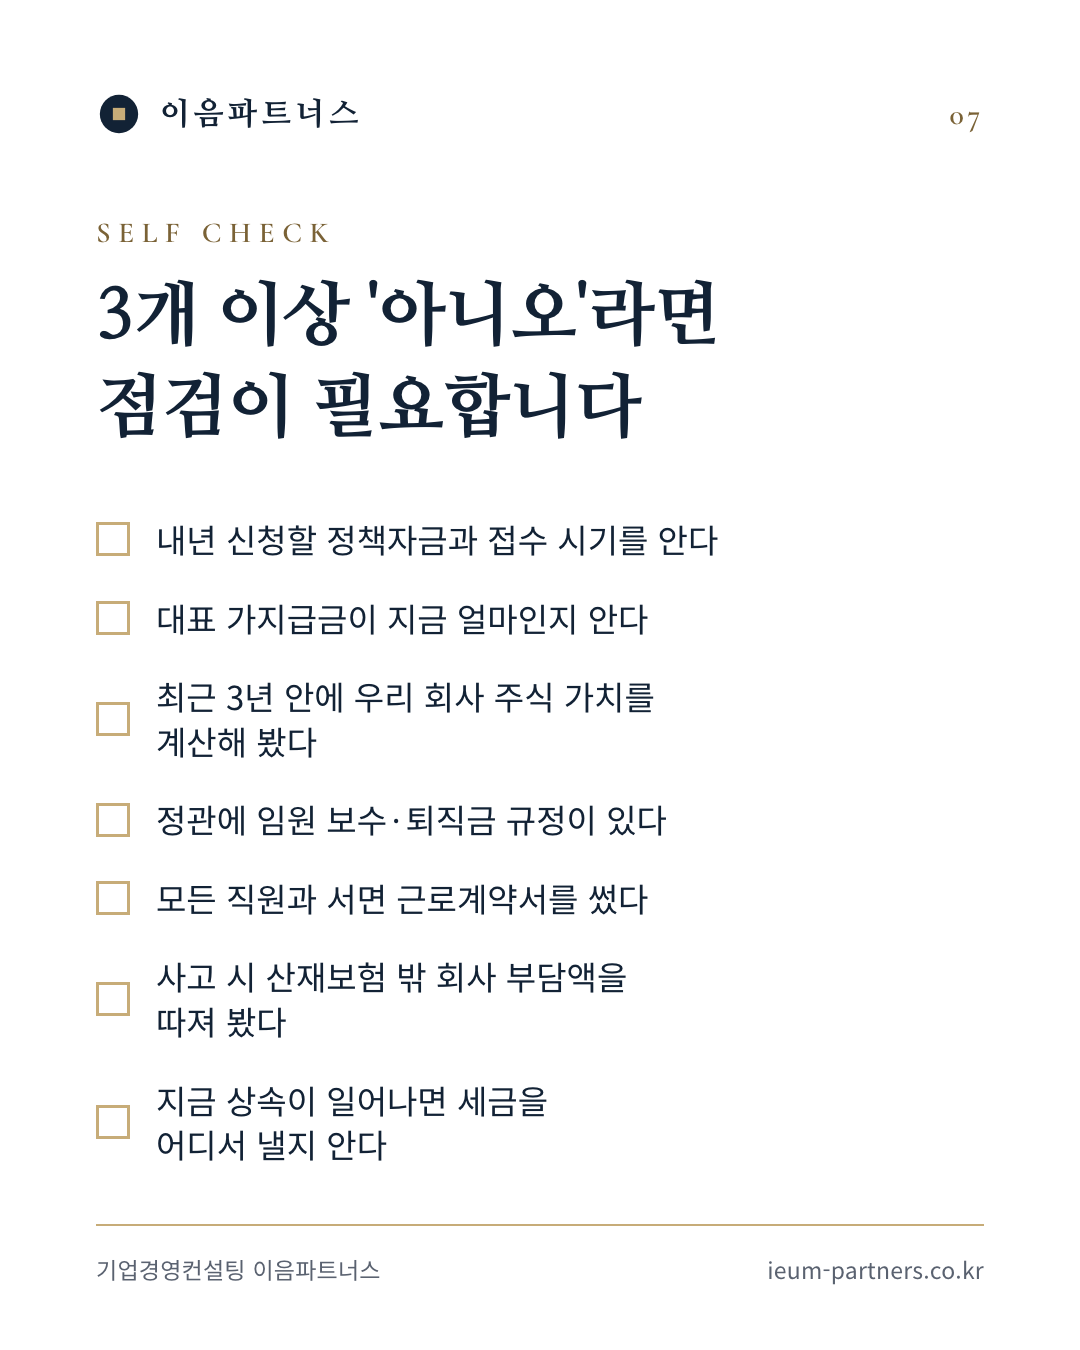 이음파트너스
07
SELF CHECK
3개 이상 '아니오'라면
점검이 필요합니다
내년 신청할 정책자금과 접수 시기를 안다
대표 가지급금이 지금 얼마인지 안다
최근 3년 안에 우리 회사 주식 가치를
계산해 봤다
정관에 임원 보수·퇴직금 규정이 있다
모든 직원과 서면 근로계약서를 썼다
사고 시 산재보험 밖 회사 부담액을
따져 봤다
지금 상속이 일어나면 세금을
어디서 낼지 안다
기업경영컨설팅 이음파트너스
ieum-partners.co.kr